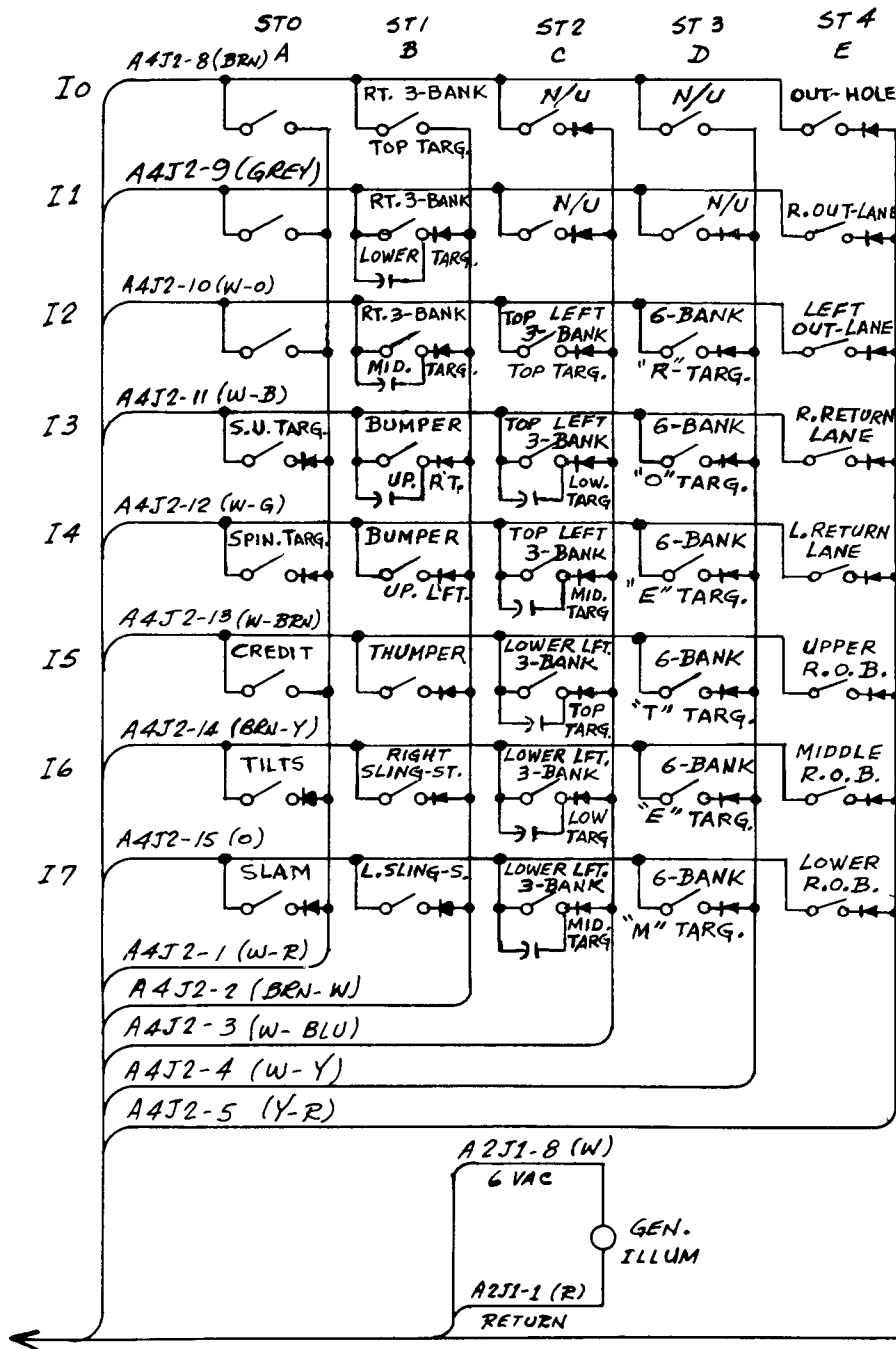 ST0 ST1 ST2 ST3 ST4
A B C D E
A4J2-8 (BRN)
I0
RT. 3-BANK
TOP TARG.
N/U
N/U
OUT-HOLE
A4J2-9 (GREY)
I1
RT. 3-BANK
LOWER TARG.
N/U
N/U
R. OUT-LANE
A4J2-10 (W-O)
I2
RT. 3-BANK
MID. TARG.
TOP LEFT
3-BANK
TOP TARG.
6-BANK
"R" TARG.
LEFT
OUT-LANE
A4J2-11 (W-B)
I3
S.U. TARG.
BUMPER
UP. R'T.
TOP LEFT
3-BANK
LOW.
TARG
6-BANK
"O" TARG.
R. RETURN
LANE
A4J2-12 (W-G)
I4
SPIN. TARG.
BUMPER
UP. L'FT.
TOP LEFT
3-BANK
MID.
TARG
6-BANK
"E" TARG.
L. RETURN
LANE
A4J2-13 (W-BRN)
I5
CREDIT
THUMPER
LOWER LFT.
3-BANK
TOP
TARG.
6-BANK
"T" TARG.
UPPER
R.O.B.
A4J2-14 (BRN-Y)
I6
TILTS
RIGHT
SLING-ST.
LOWER LFT.
3-BANK
LOW
TARG
6-BANK
"E" TARG.
MIDDLE
R.O.B.
A4J2-15 (O)
I7
SLAM
L. SLING-S.
LOWER LFT.
3-BANK
MID.
TARG
6-BANK
"M" TARG.
LOWER
R.O.B.
A4J2-1 (W-R)
A4J2-2 (BRN-W)
A4J2-3 (W-BLU)
A4J2-4 (W-Y)
A4J2-5 (Y-R)
A2J1-8 (W)
6 VAC
GEN.
ILLUM
A2J1-1 (R)
RETURN